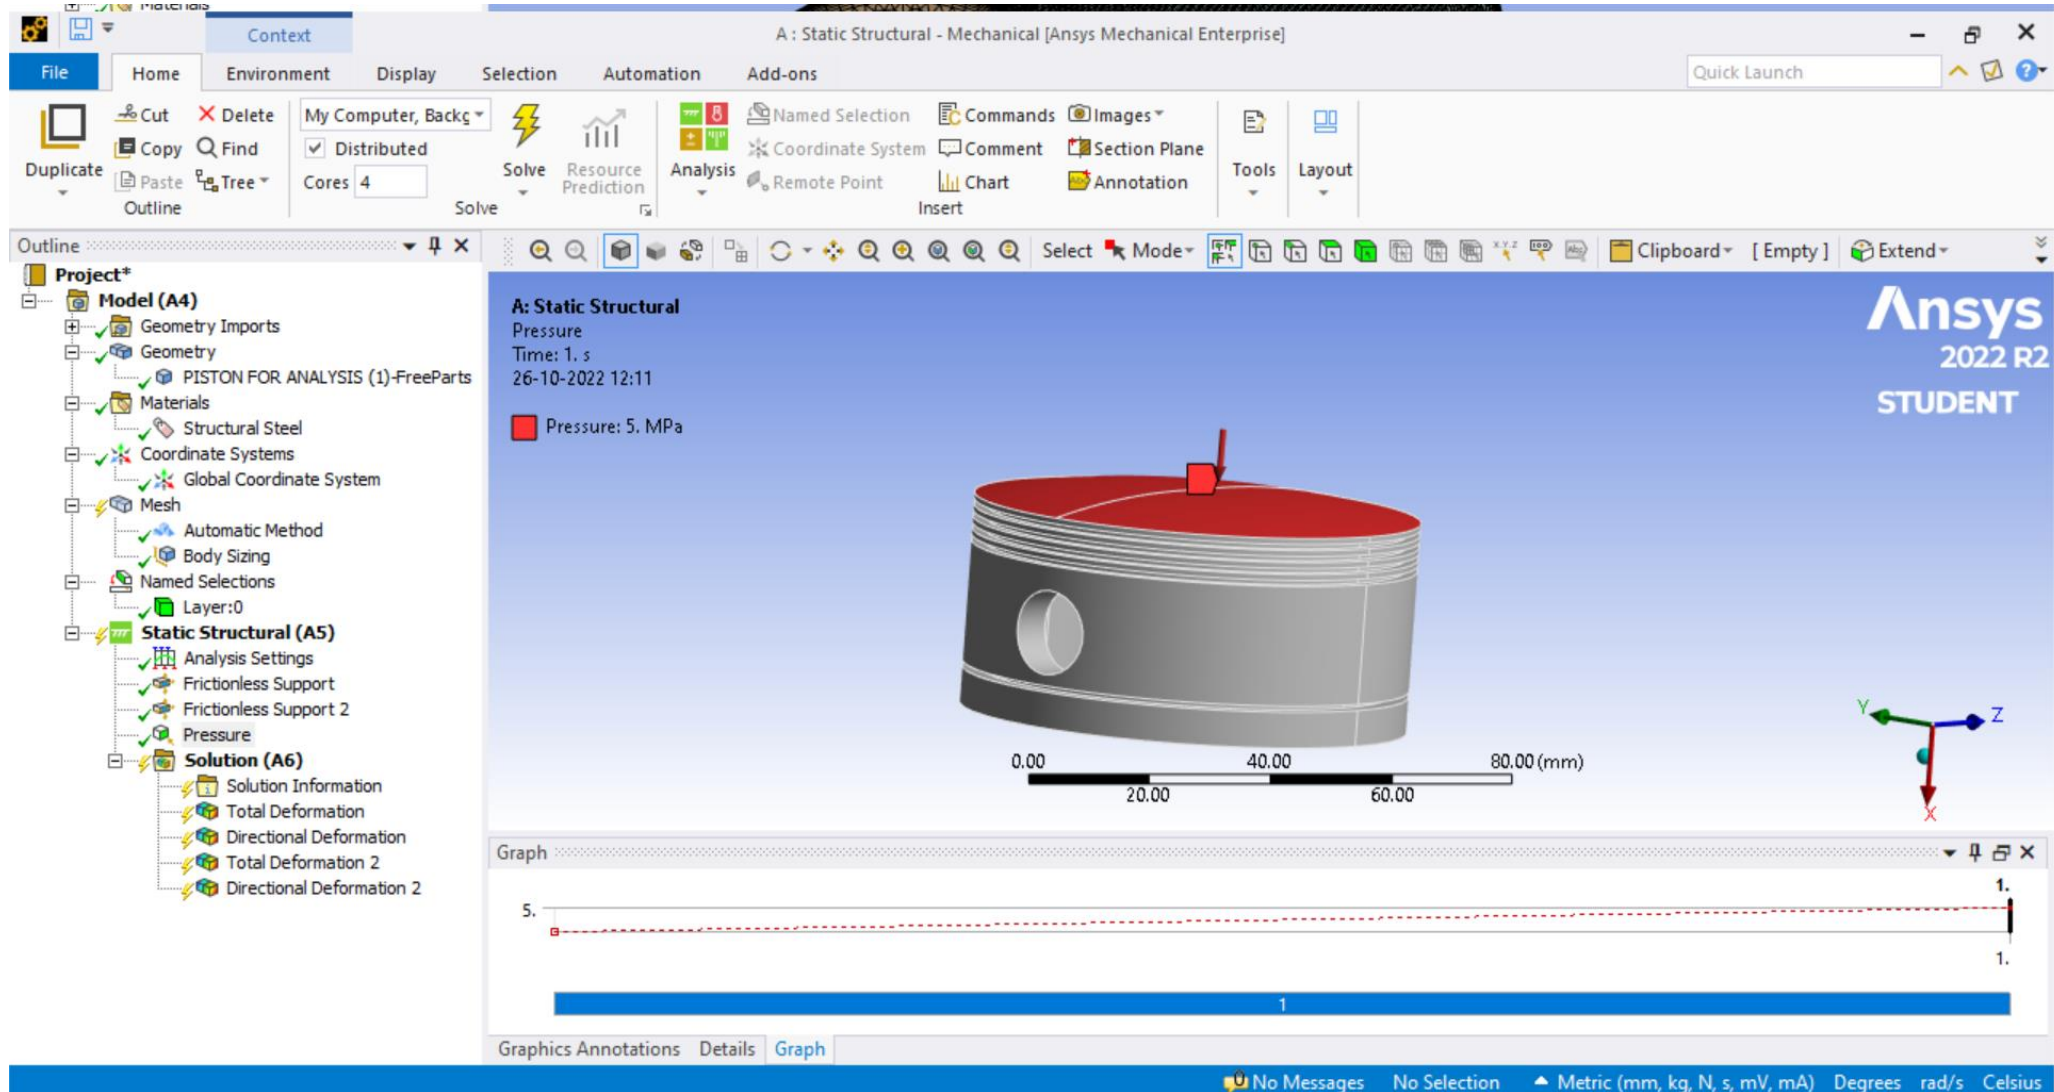 Materials
Context
A : Static Structural - Mechanical [Ansys Mechanical Enterprise]
File Home Environment Display Selection Automation Add-ons
Quick Launch
Duplicate
Cut Delete
Copy Find
Paste Tree
Outline
My Computer, Backg
Distributed
Cores 4
Solve
Resource Prediction
Solve
Analysis
Named Selection
Coordinate System
Remote Point
Commands
Comment
Chart
Images
Section Plane
Annotation
Insert
Tools
Layout
Outline
Select Mode
Clipboard [ Empty ] Extend
Project*
Model (A4)
Geometry Imports
Geometry
PISTON FOR ANALYSIS (1)-FreeParts
Materials
Structural Steel
Coordinate Systems
Global Coordinate System
Mesh
Automatic Method
Body Sizing
Named Selections
Layer:0
Static Structural (A5)
Analysis Settings
Frictionless Support
Frictionless Support 2
Pressure
Solution (A6)
Solution Information
Total Deformation
Directional Deformation
Total Deformation 2
Directional Deformation 2
A: Static Structural
Pressure
Time: 1. s
26-10-2022 12:11
Pressure: 5. MPa
Ansys
2022 R2
STUDENT
0.00 40.00 80.00 (mm)
20.00 60.00
Y Z
X
Graph
1.
5.
1.
1
Graphics Annotations Details Graph
No Messages No Selection Metric (mm, kg, N, s, mV, mA) Degrees rad/s Celsius